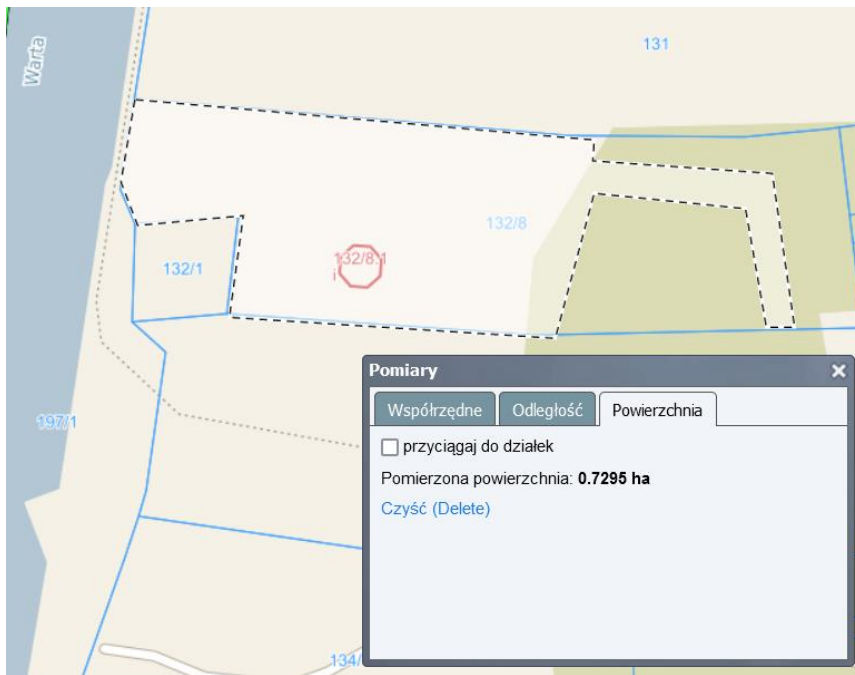 Warta
131
132/8
132/8.1
i
132/1
197/1
134/
Pomiary
Współrzędne
Odległość
Powierzchnia
przyciągaj do działek
Pomierzona powierzchnia: 0.7295 ha
Czyść (Delete)